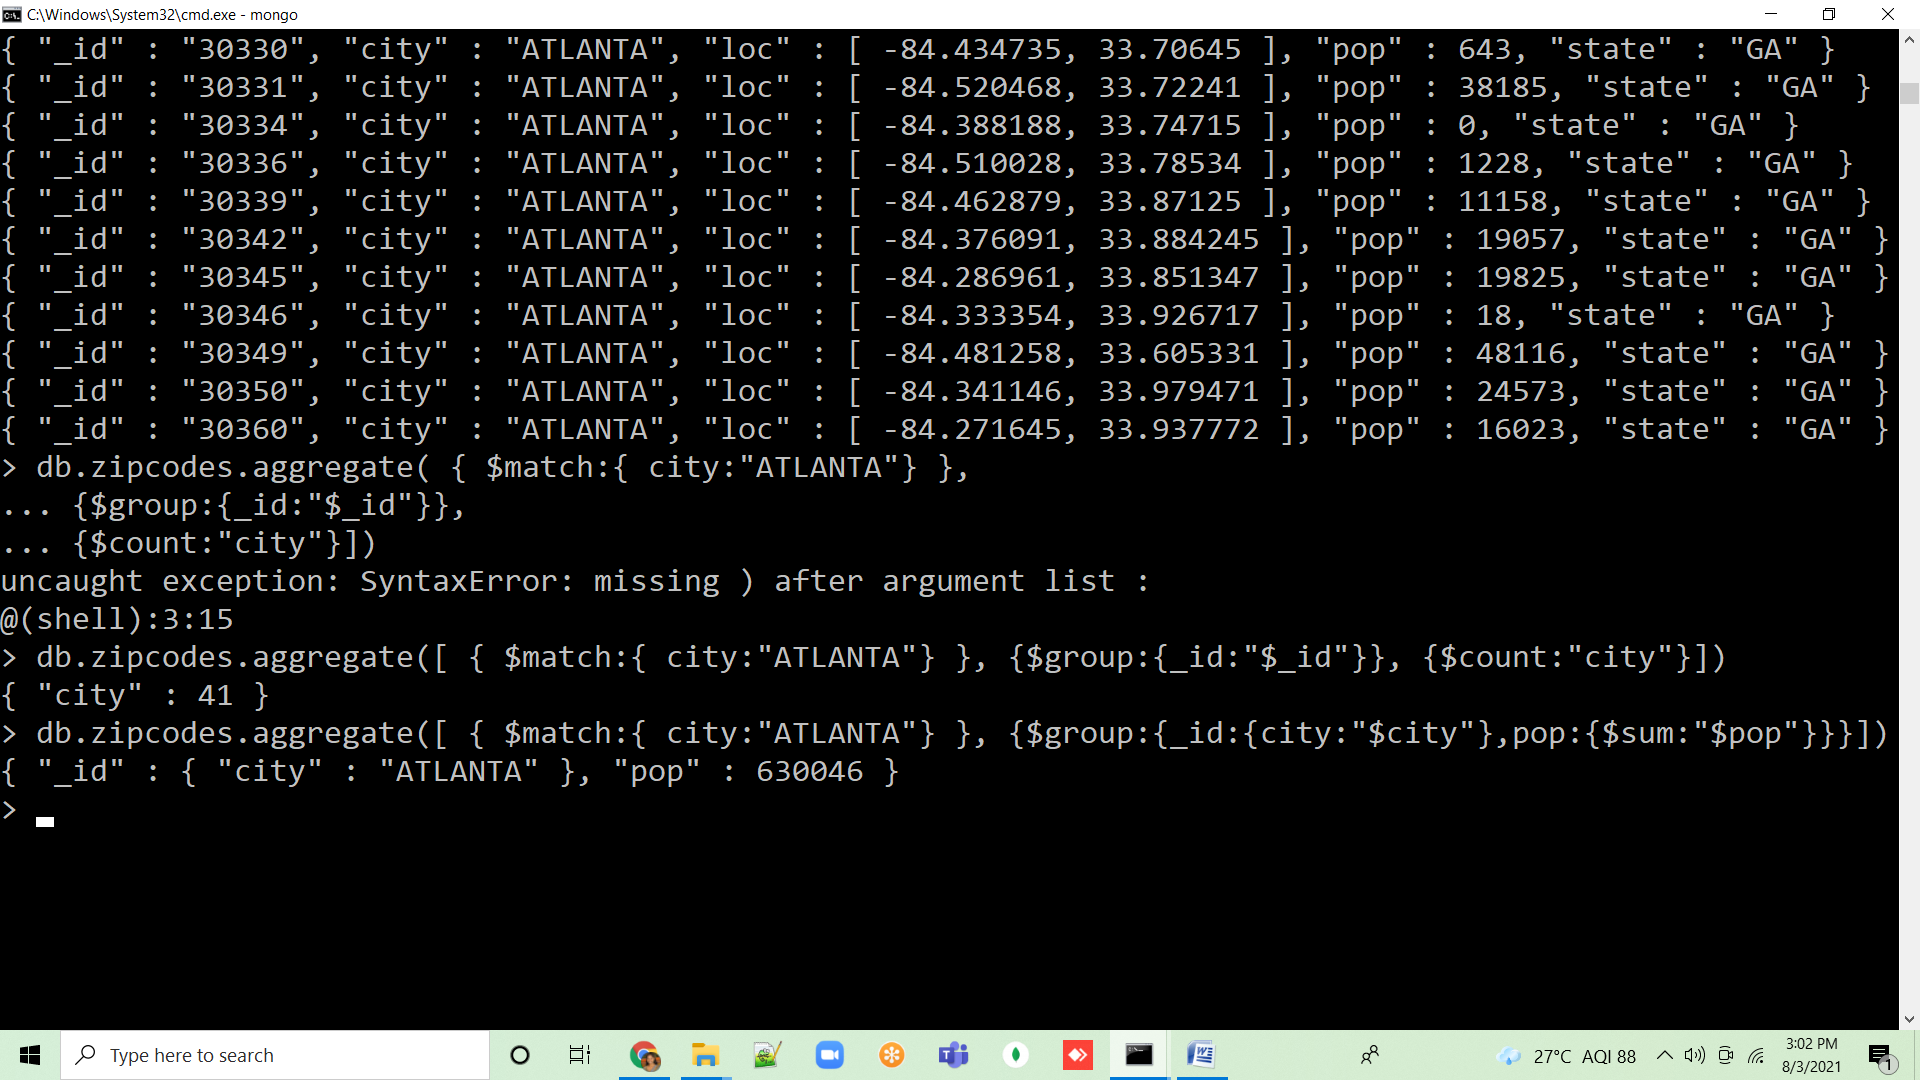 C:\Windows\System32\cmd.exe - mongo
{ "_id" : "30330", "city" : "ATLANTA", "loc" : [ -84.434735, 33.70645 ], "pop" : 643, "state" : "GA" }
{ "_id" : "30331", "city" : "ATLANTA", "loc" : [ -84.520468, 33.72241 ], "pop" : 38185, "state" : "GA" }
{ "_id" : "30334", "city" : "ATLANTA", "loc" : [ -84.388188, 33.74715 ], "pop" : 0, "state" : "GA" }
{ "_id" : "30336", "city" : "ATLANTA", "loc" : [ -84.510028, 33.78534 ], "pop" : 1228, "state" : "GA" }
{ "_id" : "30339", "city" : "ATLANTA", "loc" : [ -84.462879, 33.87125 ], "pop" : 11158, "state" : "GA" }
{ "_id" : "30342", "city" : "ATLANTA", "loc" : [ -84.376091, 33.884245 ], "pop" : 19057, "state" : "GA" }
{ "_id" : "30345", "city" : "ATLANTA", "loc" : [ -84.286961, 33.851347 ], "pop" : 19825, "state" : "GA" }
{ "_id" : "30346", "city" : "ATLANTA", "loc" : [ -84.333354, 33.926717 ], "pop" : 18, "state" : "GA" }
{ "_id" : "30349", "city" : "ATLANTA", "loc" : [ -84.481258, 33.605331 ], "pop" : 48116, "state" : "GA" }
{ "_id" : "30350", "city" : "ATLANTA", "loc" : [ -84.341146, 33.979471 ], "pop" : 24573, "state" : "GA" }
{ "_id" : "30360", "city" : "ATLANTA", "loc" : [ -84.271645, 33.937772 ], "pop" : 16023, "state" : "GA" }
> db.zipcodes.aggregate( { $match:{ city:"ATLANTA"} },
... {$group:{_id:"$_id"}},
... {$count:"city"}])
uncaught exception: SyntaxError: missing ) after argument list :
@(shell):3:15
> db.zipcodes.aggregate([ { $match:{ city:"ATLANTA"} }, {$group:{_id:"$_id"}}, {$count:"city"}])
{ "city" : 41 }
> db.zipcodes.aggregate([ { $match:{ city:"ATLANTA"} }, {$group:{_id:{city:"$city"},pop:{$sum:"$pop"}}}])
{ "_id" : { "city" : "ATLANTA" }, "pop" : 630046 }
>
Type here to search
27°C AQI 88
3:02 PM
8/3/2021
1